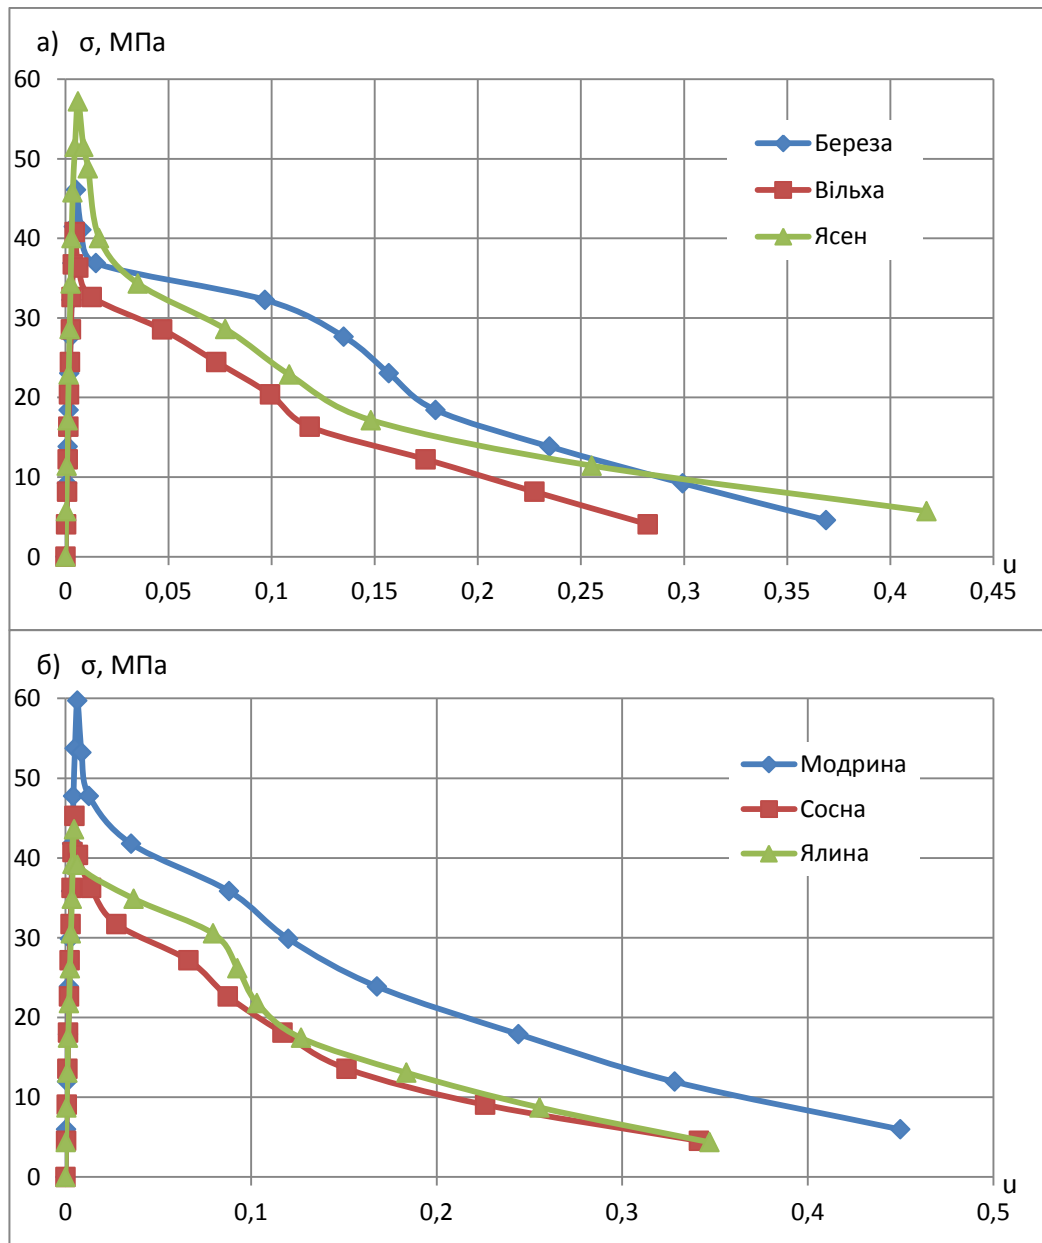 а) σ, МПа
60
50
40
30
20
10
0
Береза
Вільха
Ясен
0 0,05 0,1 0,15 0,2 0,25 0,3 0,35 0,4 0,45
u
б) σ, МПа
60
50
40
30
20
10
0
Модрина
Сосна
Ялина
0 0,1 0,2 0,3 0,4 0,5
u